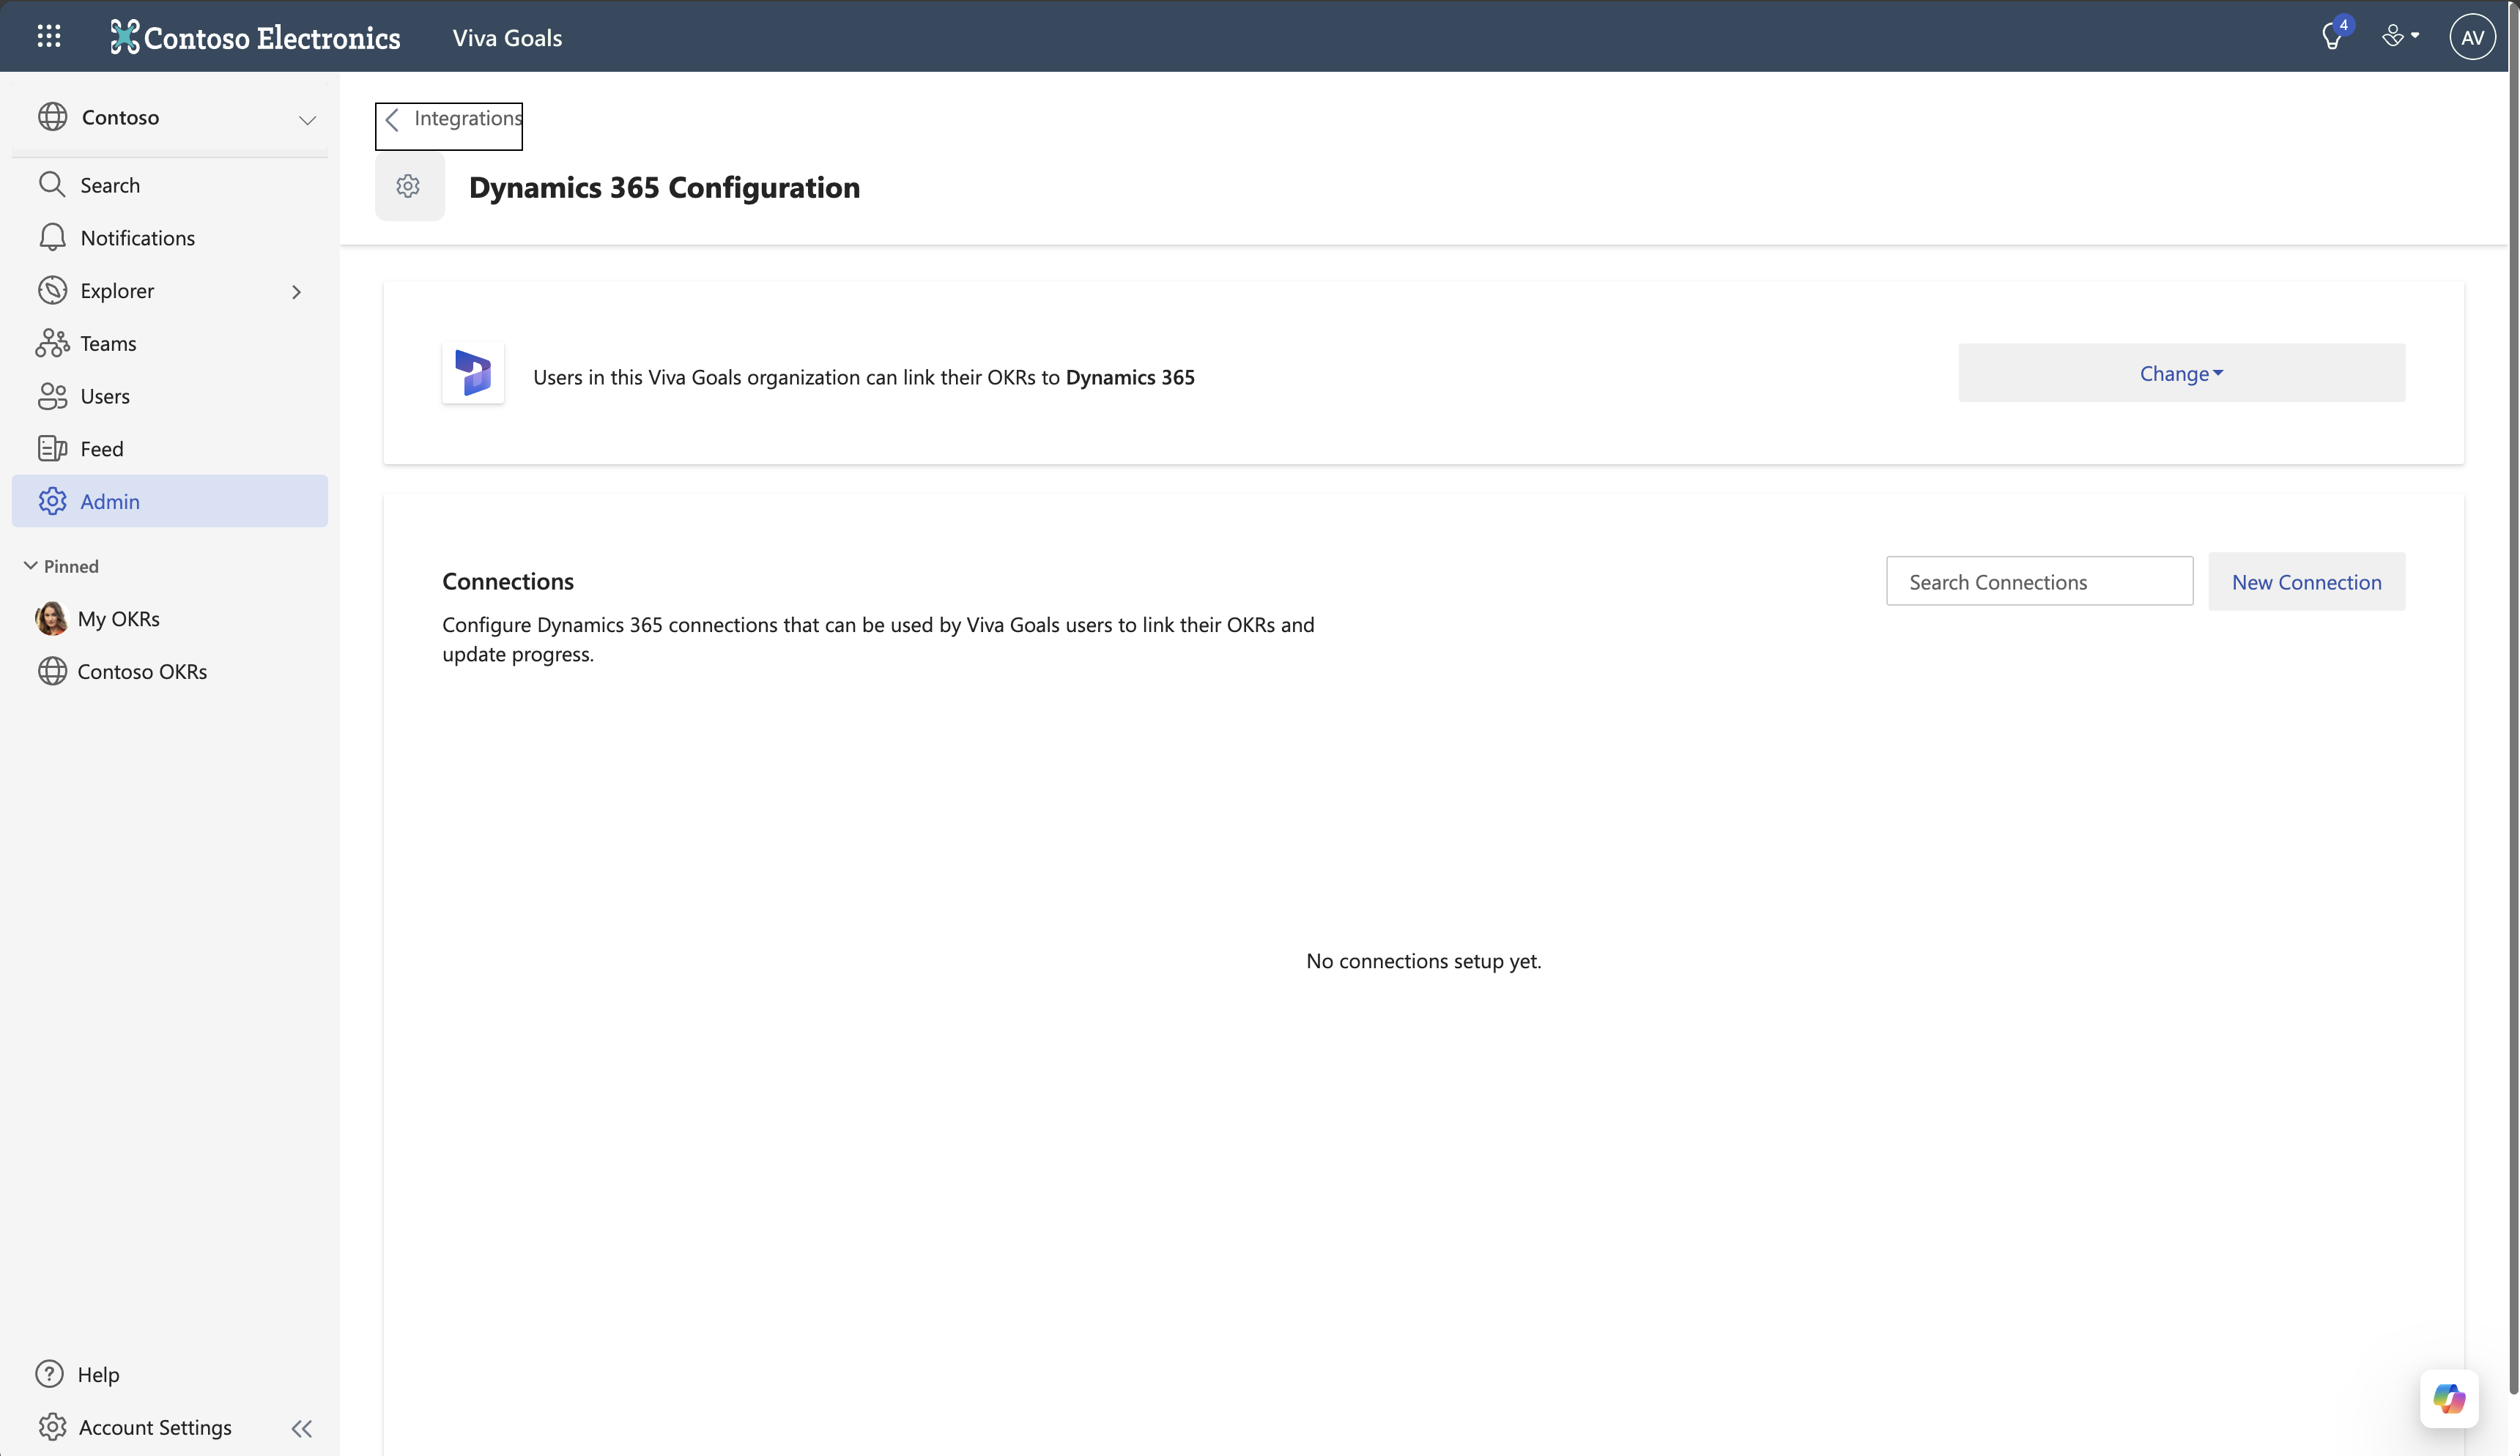 Contoso Electronics
Viva Goals
4
AV
Contoso
Search
Notifications
Explorer
Teams
Users
Feed
Admin
Pinned
My OKRs
Contoso OKRs
Help
Account Settings
Integrations
Dynamics 365 Configuration
Users in this Viva Goals organization can link their OKRs to Dynamics 365
Change
Connections
Search Connections
New Connection
Configure Dynamics 365 connections that can be used by Viva Goals users to link their OKRs and
update progress.
No connections setup yet.